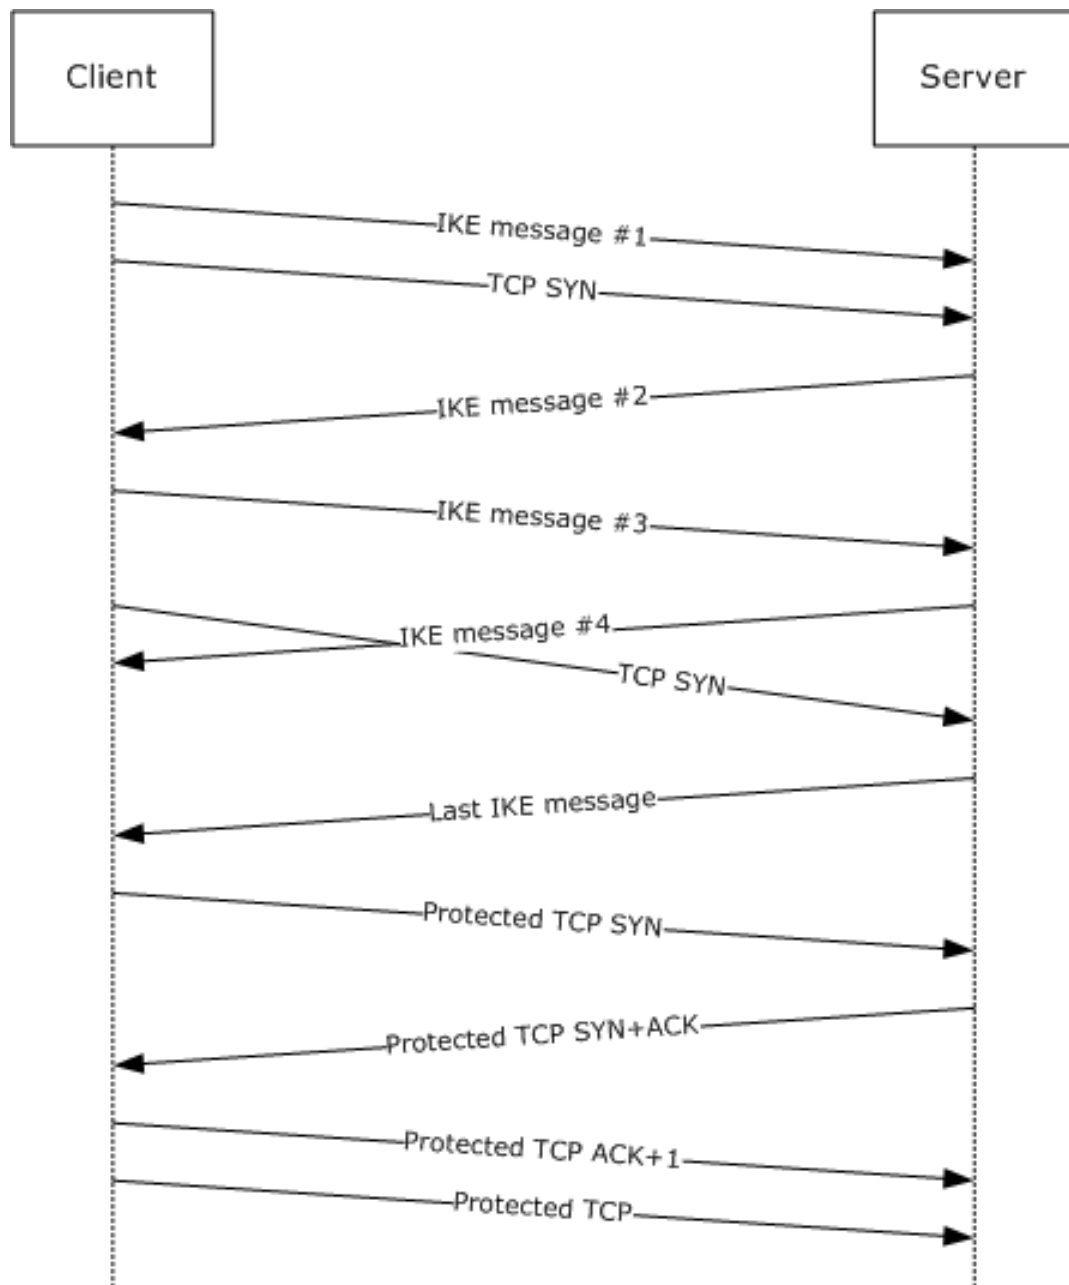 Client
Server
IKE message #1
TCP SYN
IKE message #2
IKE message #3
IKE message #4
TCP SYN
Last IKE message
Protected TCP SYN
Protected TCP SYN+ACK
Protected TCP ACK+1
Protected TCP